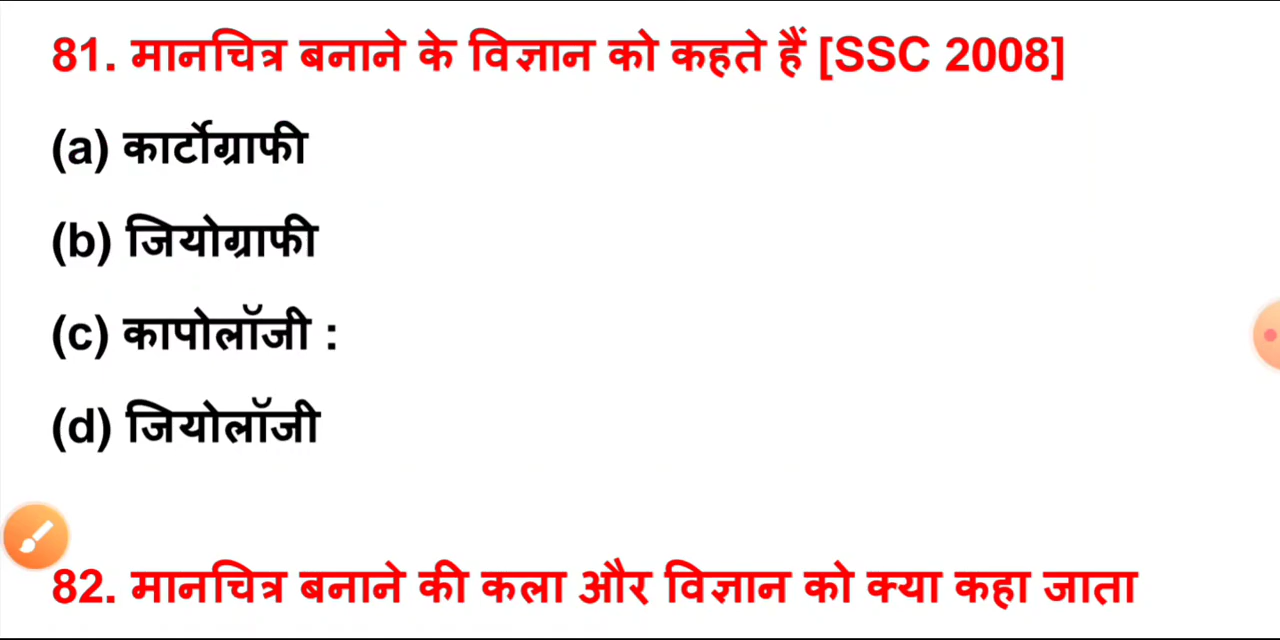 81. मानचित्र बनाने के विज्ञान को कहते हैं [SSC 2008]
(a) कार्टोग्राफी
(b) जियोग्राफी
(c) कापोलॉजी :
(d) जियोलॉजी
82. मानचित्र बनाने की कला और विज्ञान को क्या कहा जाता